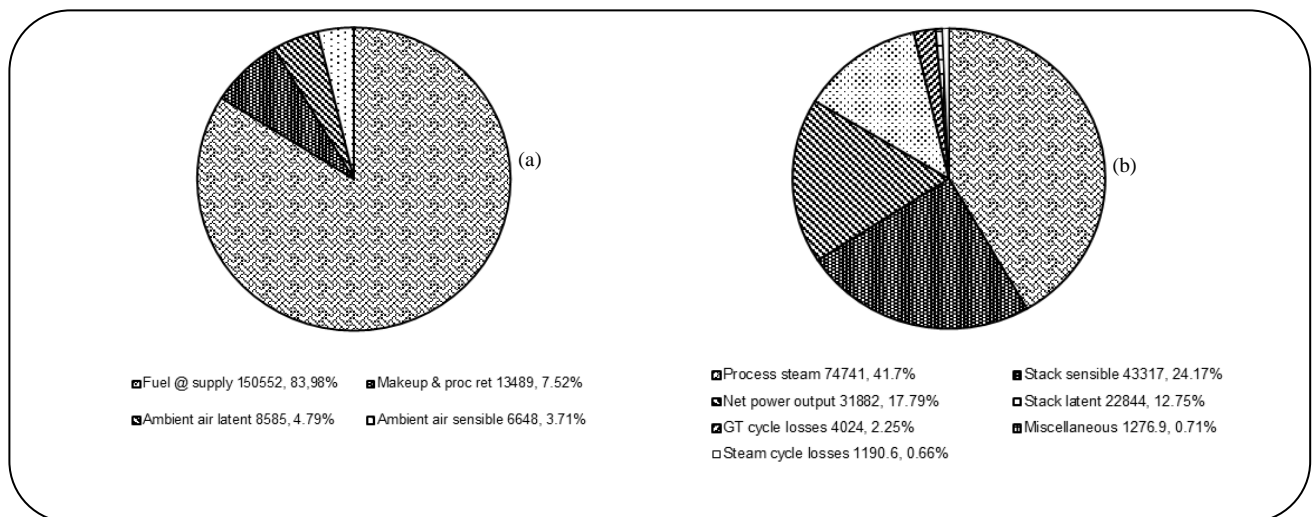 (a)
(b)
Fuel @ supply 150552, 83,98%
Makeup & proc ret 13489, 7.52%
Ambient air latent 8585, 4.79%
Ambient air sensible 6648, 3.71%
Process steam 74741, 41.7%
Stack sensible 43317, 24.17%
Net power output 31882, 17.79%
Stack latent 22844, 12.75%
GT cycle losses 4024, 2.25%
Miscellaneous 1276.9, 0.71%
Steam cycle losses 1190.6, 0.66%